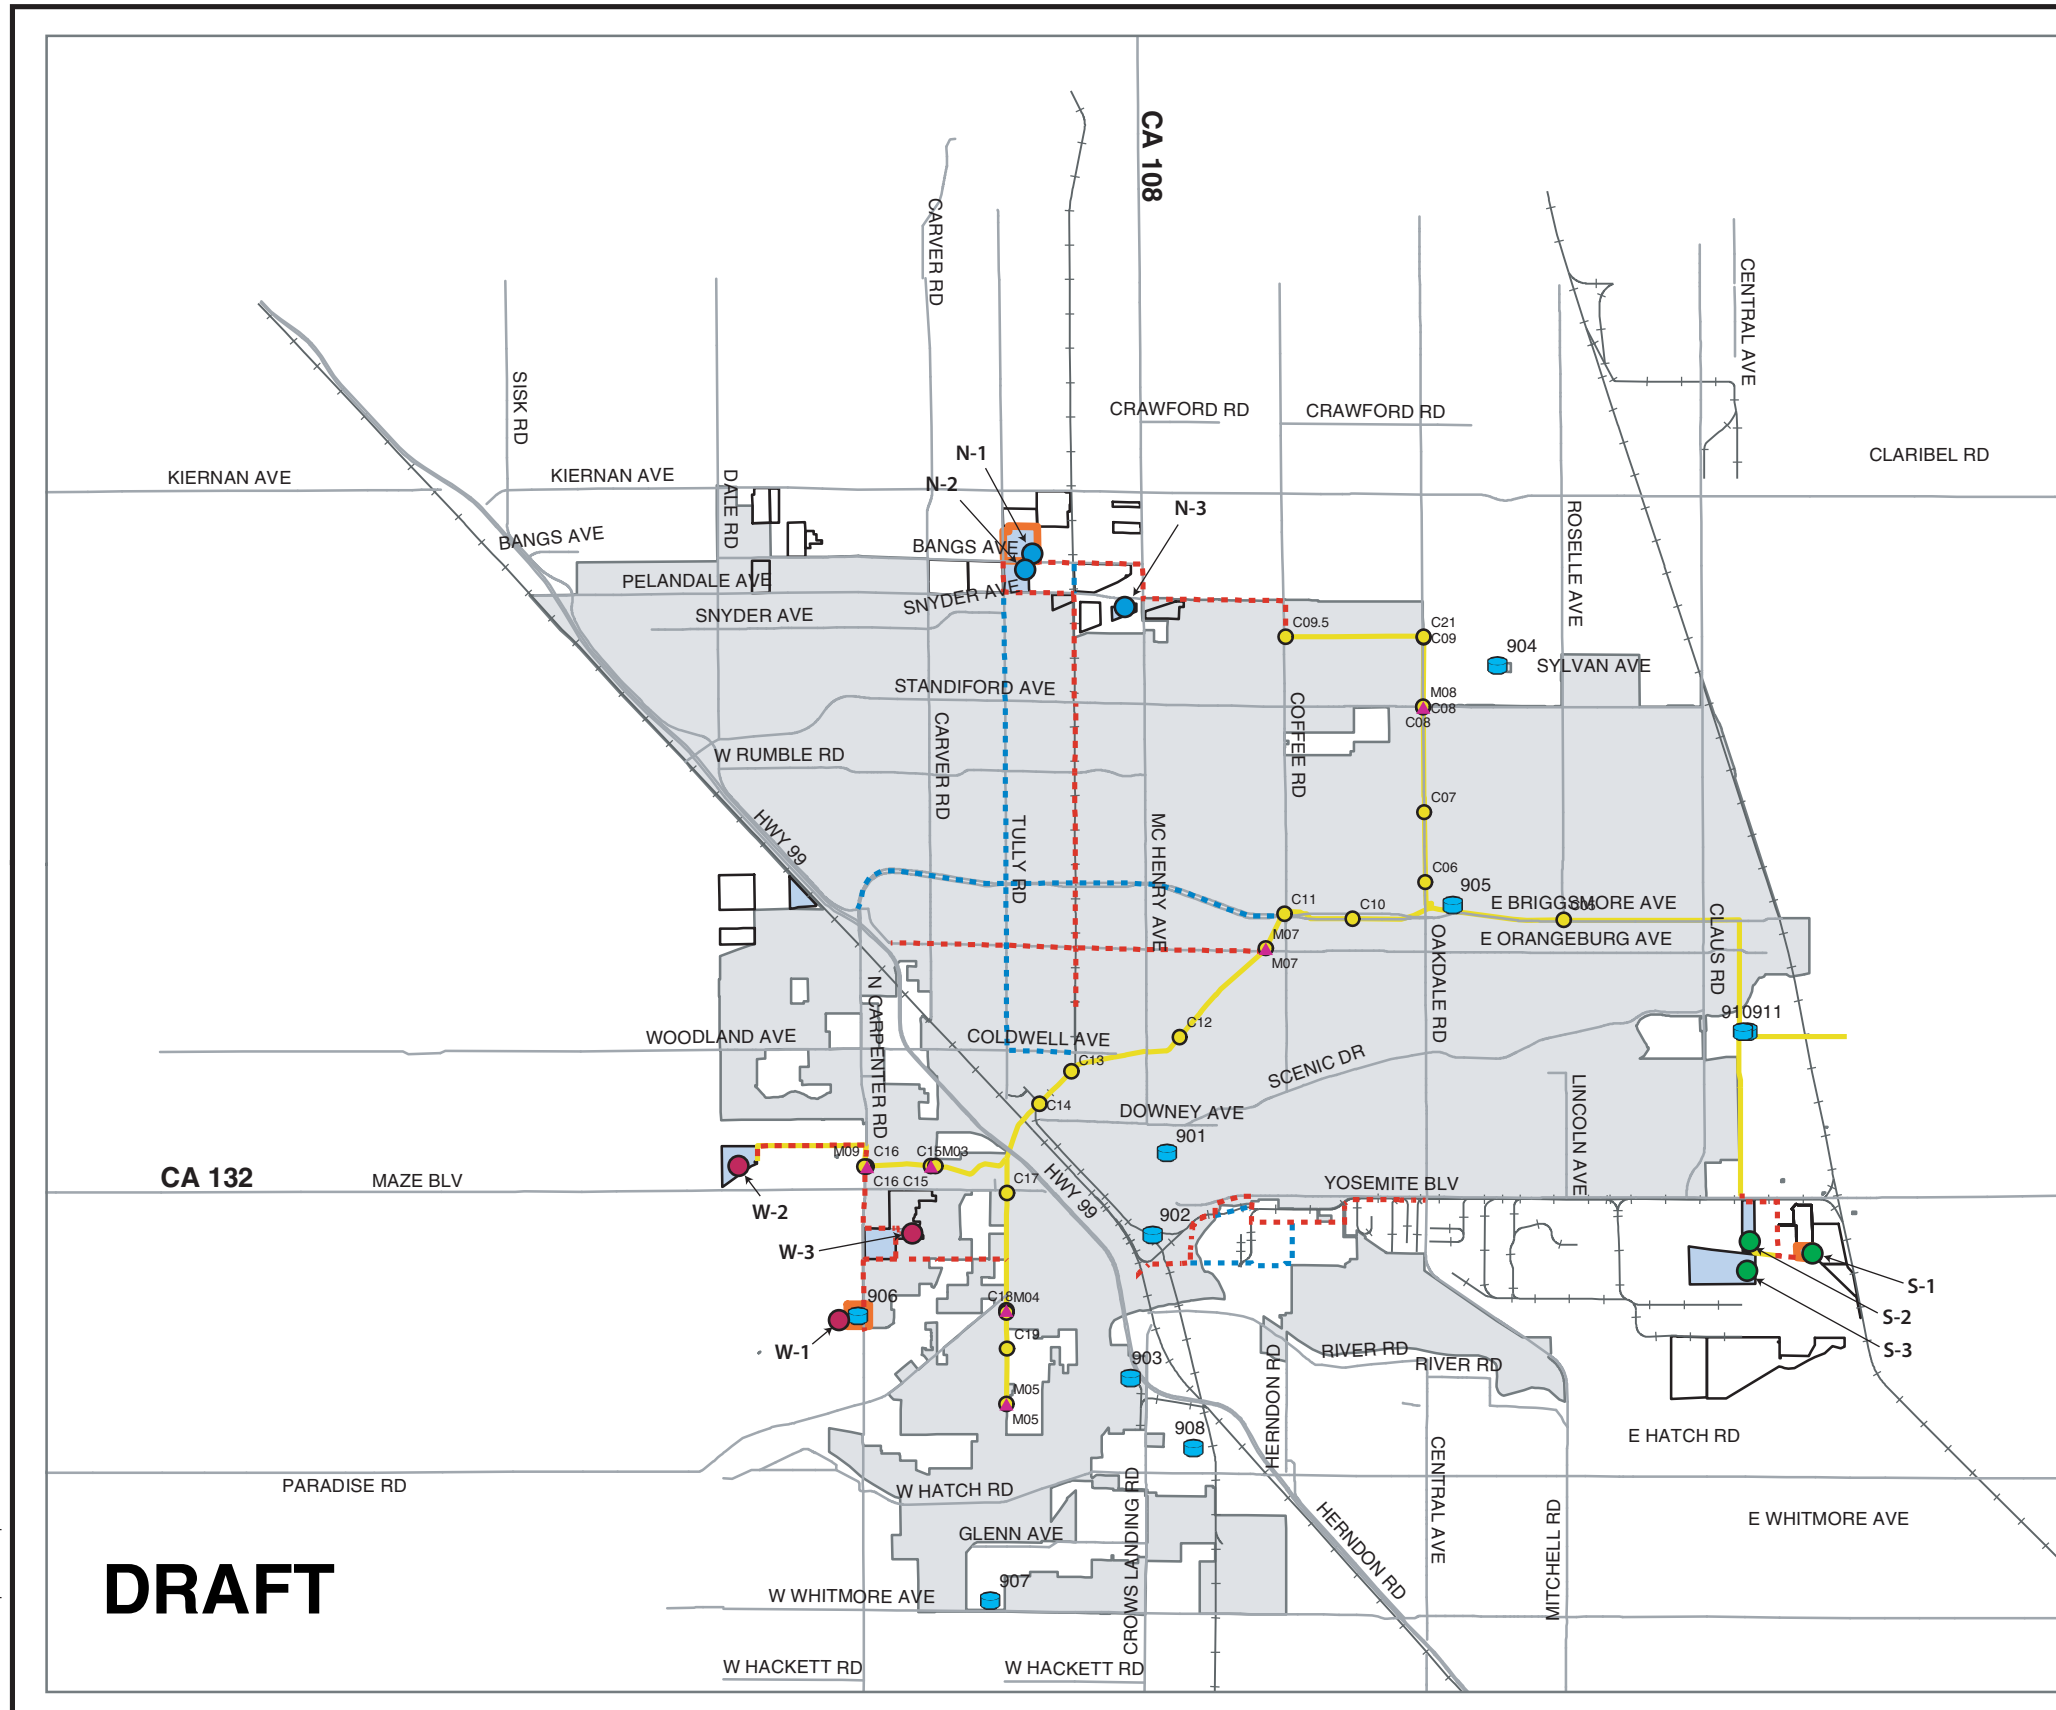 CA 108
CARVER RD
CENTRAL AVE
SISK RD
CRAWFORD RD
CRAWFORD RD
N-1
CLARIBEL RD
KIERNAN AVE
KIERNAN AVE
DALE RD
N-2
N-3
ROSELLE AVE
BANGS AVE
BANGS AVE
PELANDALE AVE
SNYDER AVE
SNYDER AVE
C09.5
C21
C09
904
SYLVAN AVE
STANDIFORD AVE
M08
C08
C08
COFFEE RD
CARVER RD
W RUMBLE RD
C07
HWY 99
TULLY RD
MC HENRY AVE
C06
905
C11
C10
E BRIGGSMORE AVE
C05
CLAUS RD
M07
E ORANGEBURG AVE
OAKDALE RD
M07
N CARPENTER RD
910911
C12
WOODLAND AVE
COLDWELL AVE
C13
SCENIC DR
C14
DOWNEY AVE
LINCOLN AVE
901
M09
C16
C15M03
CA 132
MAZE BLV
C16
C15
C17
HWY 99
YOSEMITE BLV
W-2
902
W-3
S-1
906
C18M04
S-2
C19
W-1
903
RIVER RD
RIVER RD
S-3
HERNDON RD
M05
M05
908
E HATCH RD
CENTRAL AVE
PARADISE RD
W HATCH RD
CROWS LANDING RD
MITCHELL RD
E WHITMORE AVE
GLENN AVE
HERNDON RD
DRAFT
907
W WHITMORE AVE
W HACKETT RD
W HACKETT RD